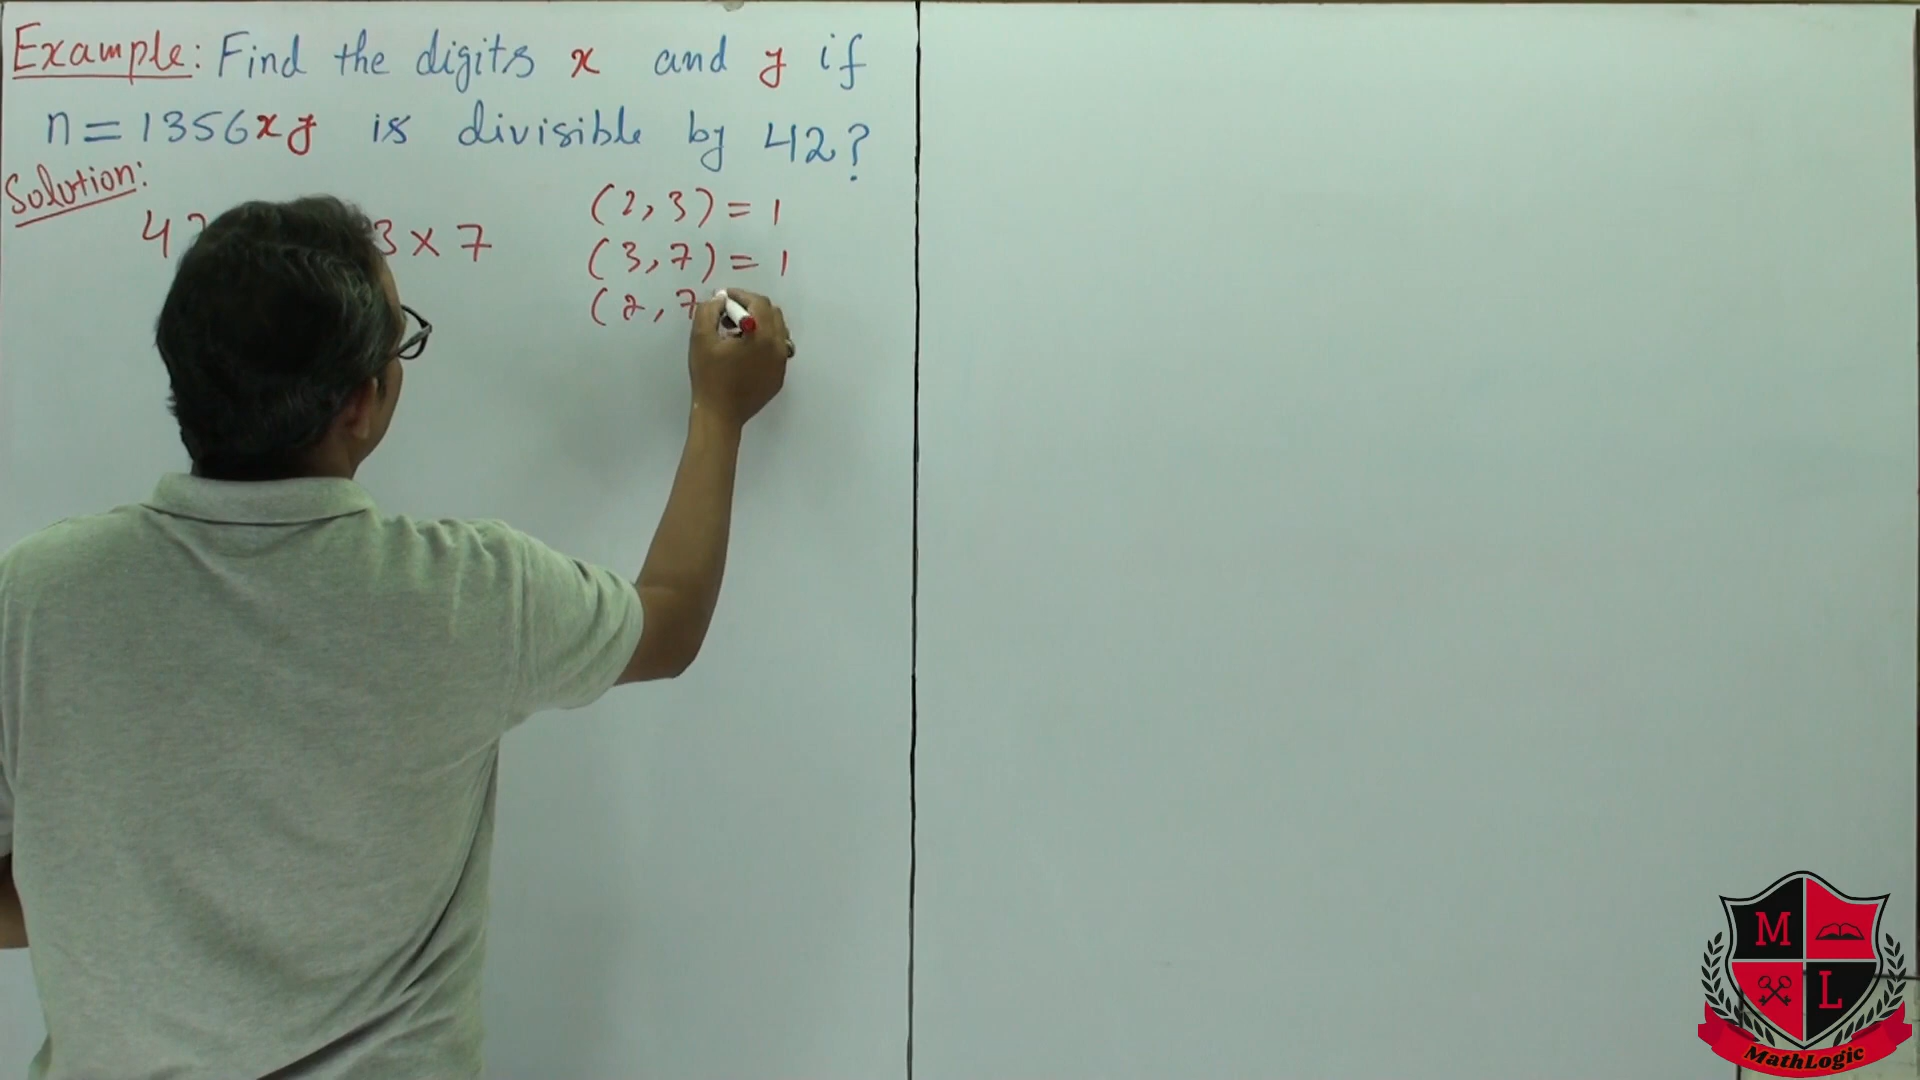 Example: Find the digits x and y if
n = 1356xy is divisible by 42?
Solution:
42 3 × 7
(2, 3) = 1
(3, 7) = 1
(2, 7
M
L
MathLogic